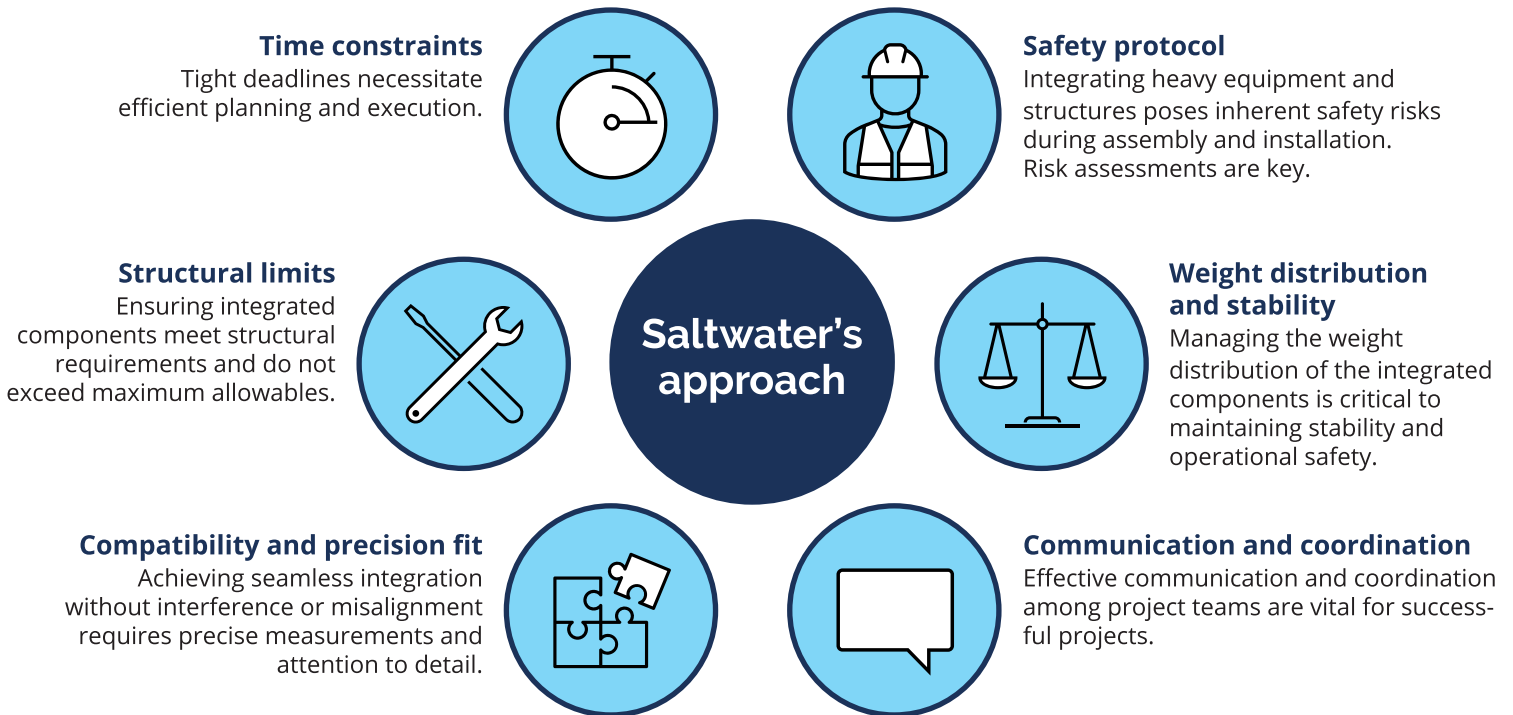 Time constraints
Tight deadlines necessitate
efficient planning and execution.
Safety protocol
Integrating heavy equipment and
structures poses inherent safety risks
during assembly and installation.
Risk assessments are key.
Structural limits
Ensuring integrated
components meet structural
requirements and do not
exceed maximum allowables.
Saltwater’s
approach
Weight distribution
and stability
Managing the weight
distribution of the integrated
components is critical to
maintaining stability and
operational safety.
Compatibility and precision fit
Achieving seamless integration
without interference or misalignment
requires precise measurements and
attention to detail.
Communication and coordination
Effective communication and coordination
among project teams are vital for success-
ful projects.